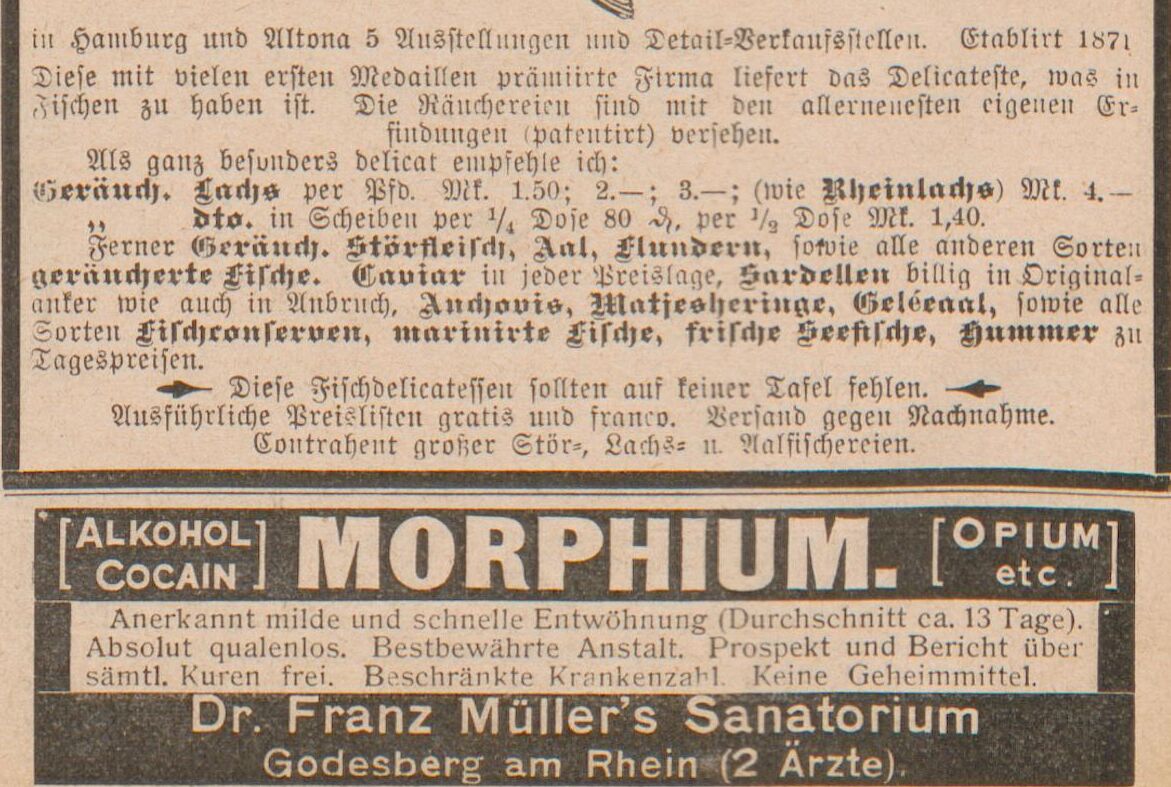 in Hamburg und Altona 5 Ausstellungen und Detail-Verkaufsstellen. Etablirt 1871
Diese mit vielen ersten Medaillen prämiirte Firma liefert das Delicateste, was in
Fischen zu haben ist. Die Räuchereien sind mit den allerneuesten eigenen Er-
findungen (patentirt) versehen.
Als ganz besonders delicat empfehle ich:
Geräuch. Lachs per Pfd. Mk. 1.50; 2.—; 3.—; (wie Rheinlachs) Mk. 4.—
„ dto. in Scheiben per 1/4 Dose 80 ₰, per 1/2 Dose Mk. 1,40.
Ferner Geräuch. Störfleisch, Aal, Flundern, sowie alle anderen Sorten
geräucherte Fische. Caviar in jeder Preislage, Sardellen billig in Original-
anker wie auch in Anbruch, Anchovis, Matjesheringe, Geléeaal, sowie alle
Sorten Fischconserven, marinirte Fische, frische Seefische, Hummer zu
Tagespreisen.
Diese Fischdelicatessen sollten auf keiner Tafel fehlen.
Ausführliche Preislisten gratis und franco. Versand gegen Nachnahme.
Contrahent großer Stör-, Lachs- u. Aalfischereien.
[ALKOHOL COCAIN] MORPHIUM. [OPIUM etc.]
Anerkannt milde und schnelle Entwöhnung (Durchschnitt ca. 13 Tage).
Absolut qualenlos. Bestbewährte Anstalt. Prospekt und Bericht über
sämtl. Kuren frei. Beschränkte Krankenzahl. Keine Geheimmittel.
Dr. Franz Müller's Sanatorium
Godesberg am Rhein (2 Ärzte).